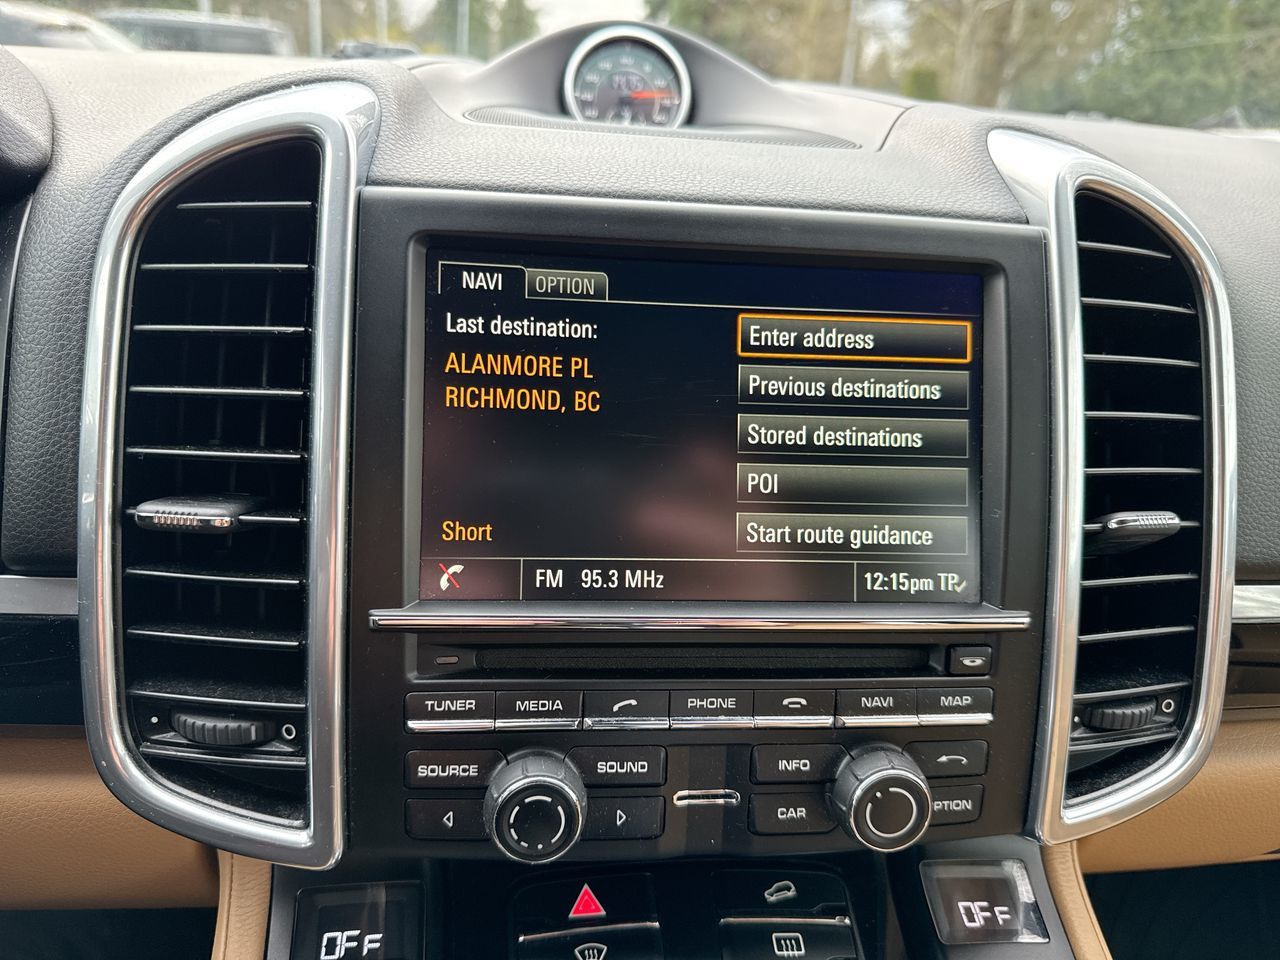 NAVI OPTION
Last destination:
ALANMORE PL
RICHMOND, BC
Short
Enter address
Previous destinations
Stored destinations
POI
Start route guidance
FM 95.3 MHz
12:15pm TP
TUNER MEDIA PHONE NAVI MAP
SOURCE SOUND INFO
CAR PTION
OFF OFF